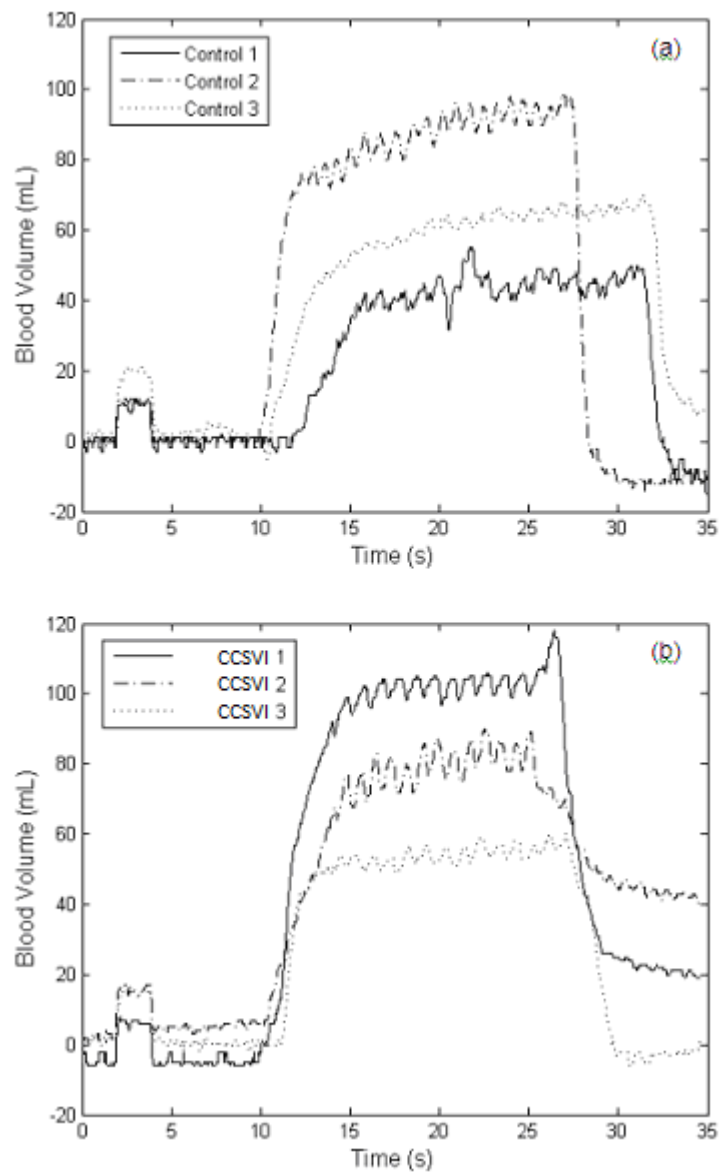 120
100
80
60
40
20
0
-20
Blood Volume (mL)
Control 1
Control 2
Control 3
(a)
0 5 10 15 20 25 30 35
Time (s)
120
100
80
60
40
20
0
-20
Blood Volume (mL)
CCSVI 1
CCSVI 2
CCSVI 3
(b)
0 5 10 15 20 25 30 35
Time (s)